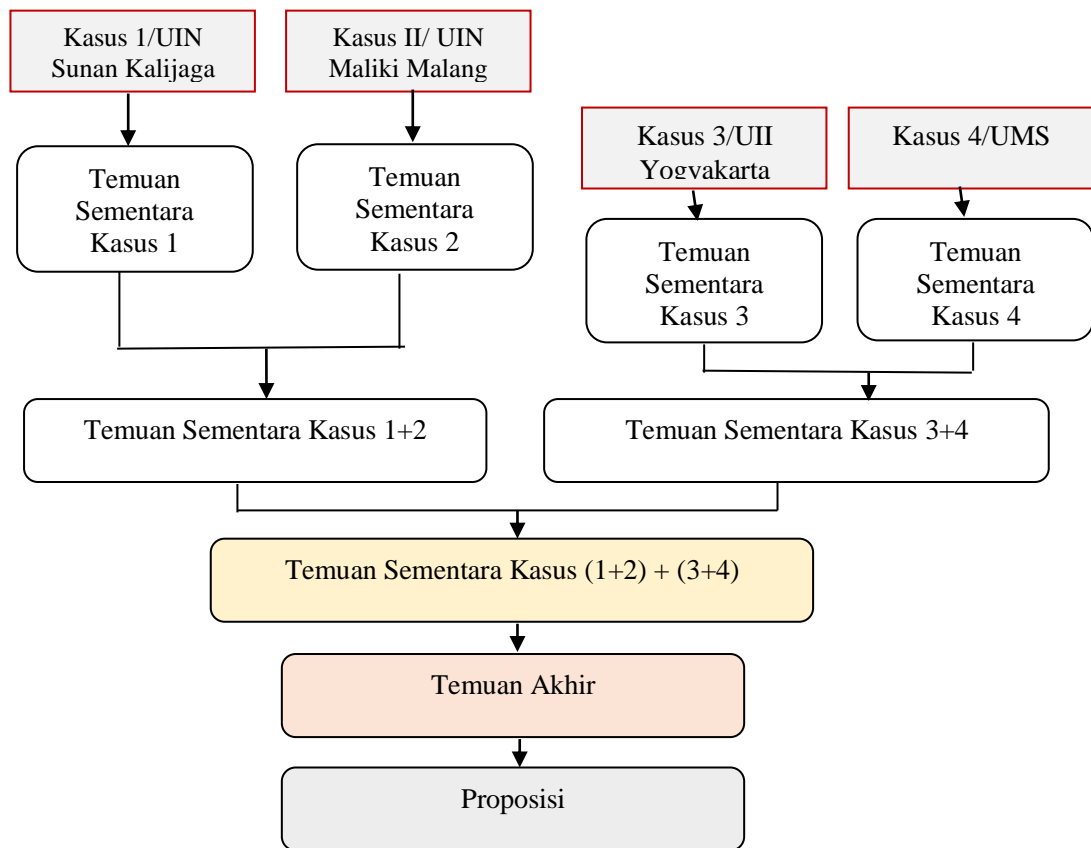 Kasus 1/UIN
Sunan Kalijaga
Kasus II/ UIN
Maliki Malang
Kasus 3/UII
Yogyakarta
Kasus 4/UMS
Temuan
Sementara
Kasus 1
Temuan
Sementara
Kasus 2
Temuan
Sementara
Kasus 3
Temuan
Sementara
Kasus 4
Temuan Sementara Kasus 1+2
Temuan Sementara Kasus 3+4
Temuan Sementara Kasus (1+2) + (3+4)
Temuan Akhir
Proposisi